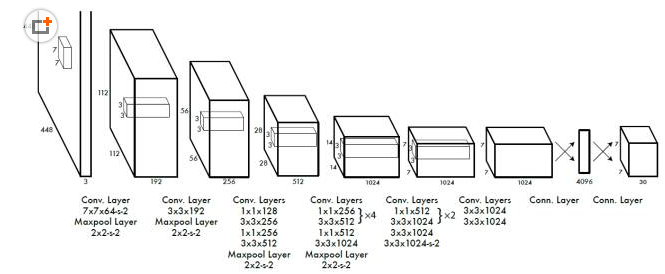 7
7
448
3
112
3
3
112
192
56
3
3
56
256
28
3
3
28
512
14
3
3
14
1024
7
3
3
7
1024
7
7
1024
4096
7
7
30
Conv. Layer
7x7x64-s-2
Maxpool Layer
2x2-s-2
Conv. Layer
3x3x192
Maxpool Layer
2x2-s-2
Conv. Layers
1x1x128
3x3x256
1x1x256
3x3x512
Maxpool Layer
2x2-s-2
Conv. Layers
1x1x256
3x3x512 }×4
1x1x512
3x3x1024
Maxpool Layer
2x2-s-2
Conv. Layers
1x1x512
3x3x1024 }×2
3x3x1024
3x3x1024-s-2
Conv. Layers
3x3x1024
3x3x1024
Conn. Layer
Conn. Layer